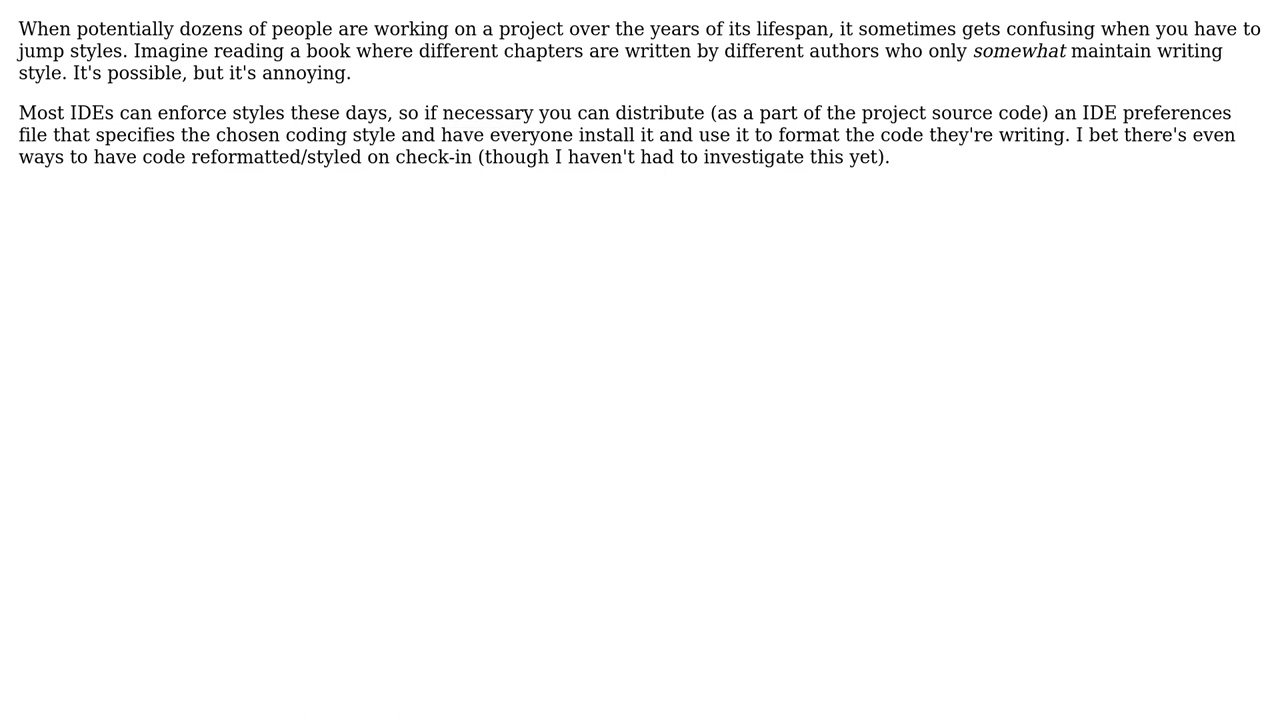 When potentially dozens of people are working on a project over the years of its lifespan, it sometimes gets confusing when you have to
jump styles. Imagine reading a book where different chapters are written by different authors who only somewhat maintain writing
style. It's possible, but it's annoying.
Most IDEs can enforce styles these days, so if necessary you can distribute (as a part of the project source code) an IDE preferences
file that specifies the chosen coding style and have everyone install it and use it to format the code they're writing. I bet there's even
ways to have code reformatted/styled on check-in (though I haven't had to investigate this yet).